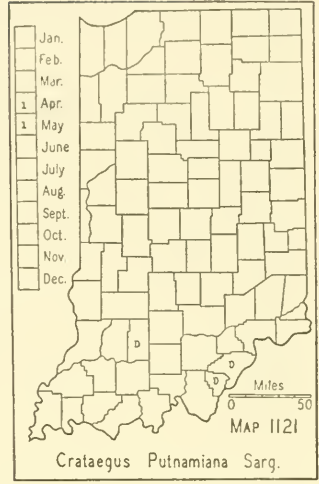 Jan.
Feb.
Mar.
1 Apr.
1 May
June
July
Aug.
Sept.
Oct.
Nov.
Dec.
D
D
D
Miles
0 50
MAP 1121
Crataegus Putnamiana Sarg.